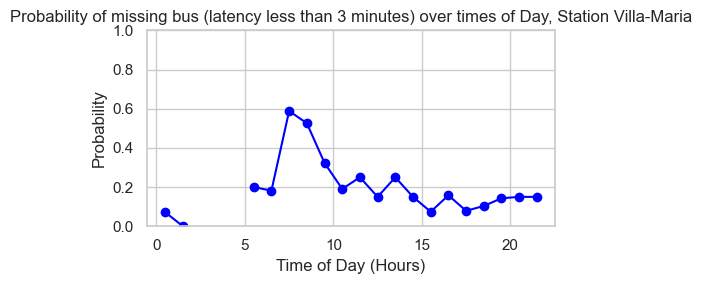 Probability of missing bus (latency less than 3 minutes) over times of Day, Station Villa-Maria
1.0
0.8
0.6
0.4
0.2
0.0
Probability
0 5 10 15 20
Time of Day (Hours)